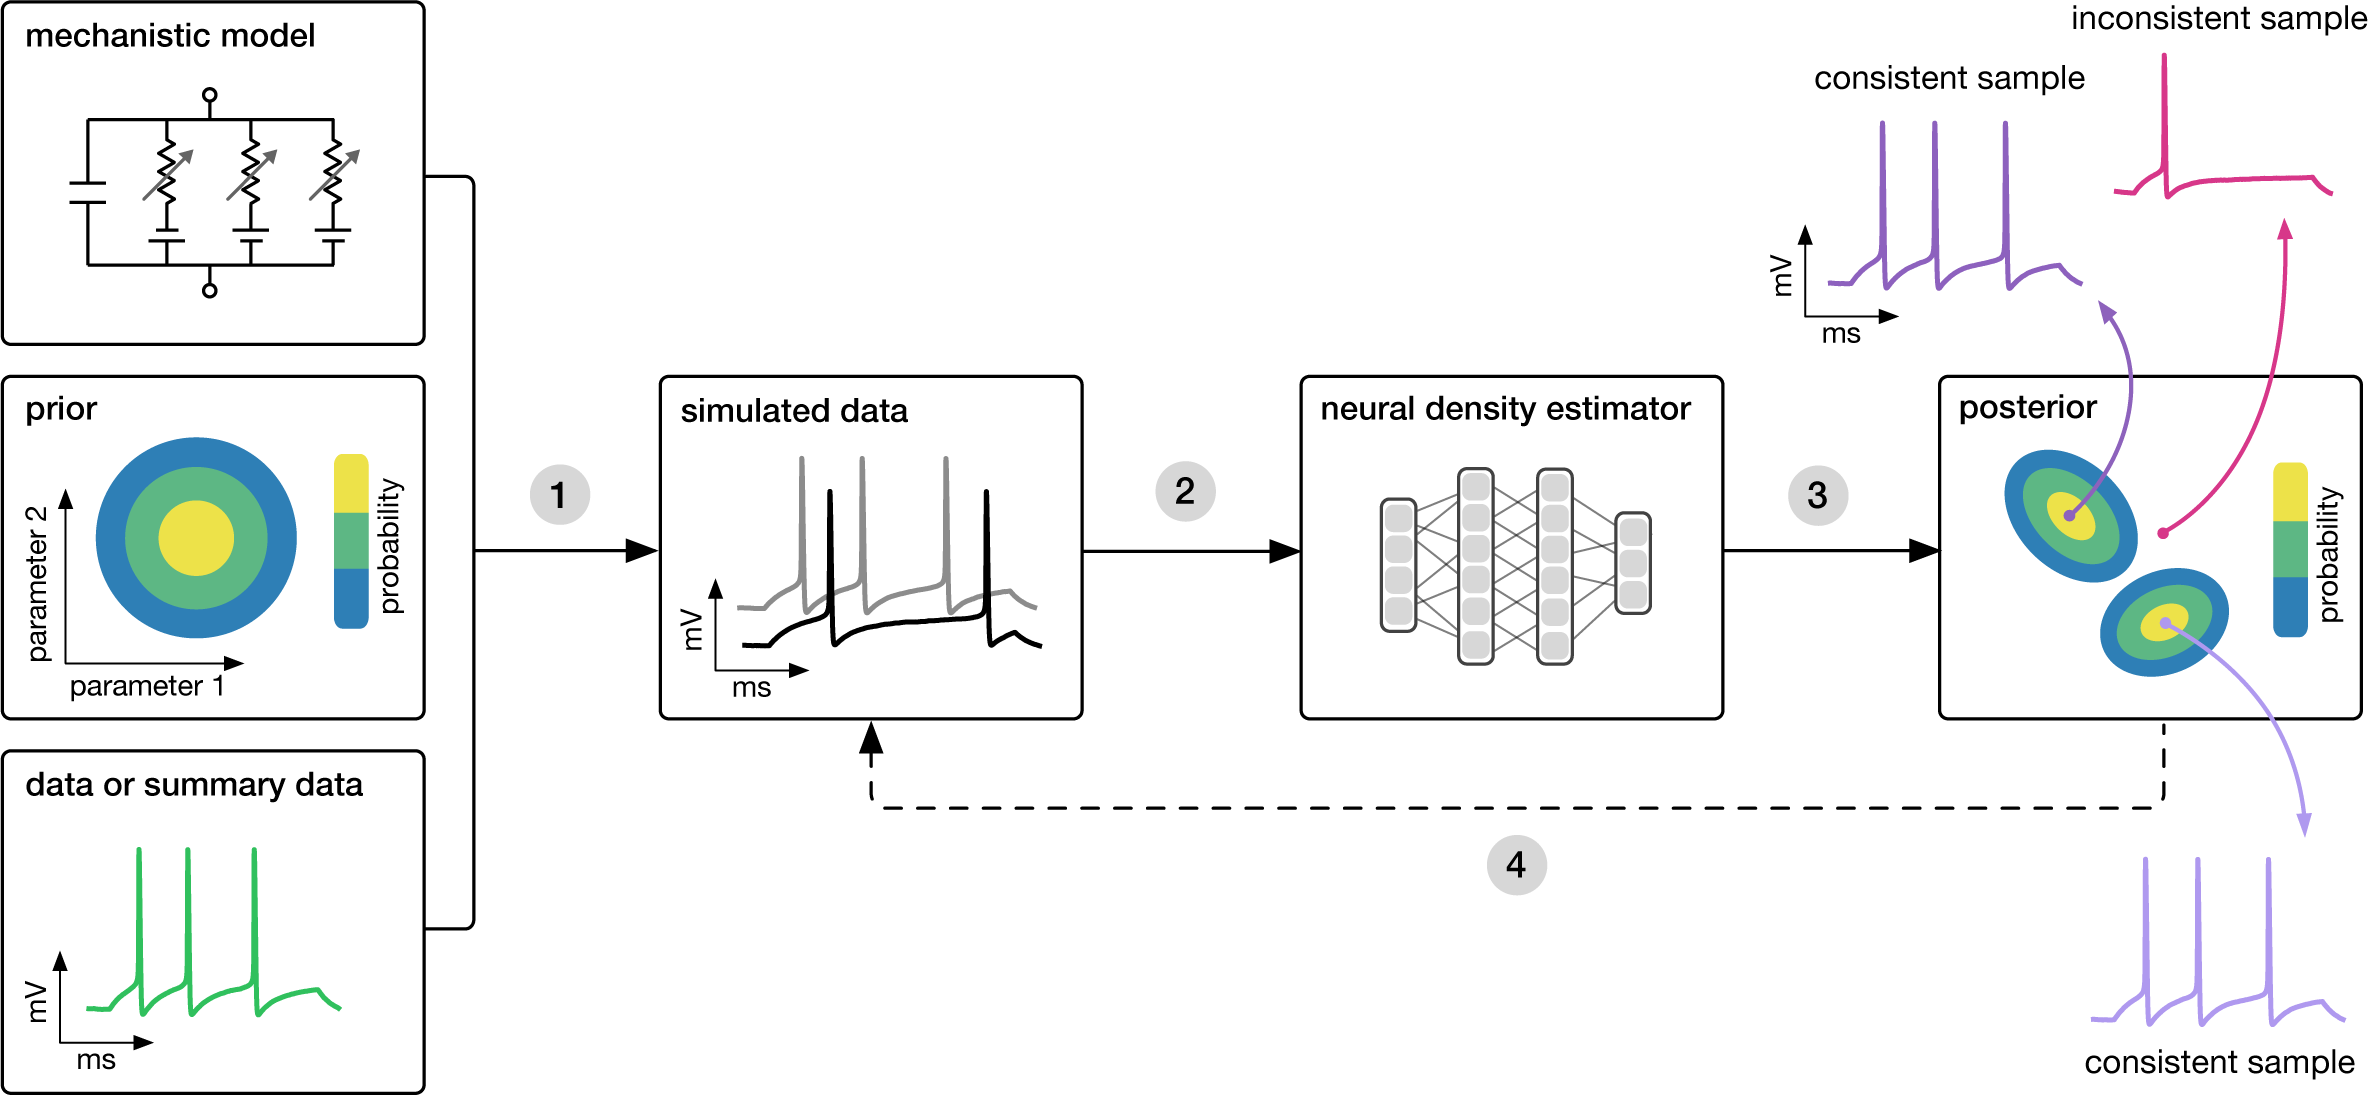 mechanistic model
prior
parameter 2
parameter 1
probability
data or summary data
mV
ms
1
simulated data
mV
ms
2
neural density estimator
3
posterior
probability
4
consistent sample
mV
ms
inconsistent sample
consistent sample